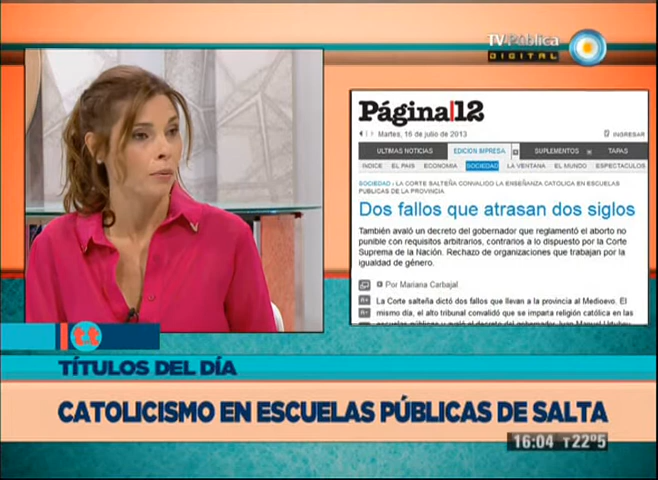 TV Pública
DIGITAL
Página|12
Martes, 16 de julio de 2013
INGRESAR
ULTIMAS NOTICIAS EDICION IMPRESA SUPLEMENTOS TAPAS
INDICE EL PAIS ECONOMIA SOCIEDAD LA VENTANA EL MUNDO ESPECTACULOS
SOCIEDAD › LA CORTE SALTEÑA CONVALIDO LA ENSEÑANZA CATOLICA EN ESCUELAS
PUBLICAS DE LA PROVINCIA
Dos fallos que atrasan dos siglos
También avaló un decreto del gobernador que reglamentó el aborto no
punible con requisitos arbitrarios, contrarios a lo dispuesto por la Corte
Suprema de la Nación. Rechazo de organizaciones que trabajan por la
igualdad de género.
Por Mariana Carbajal
La Corte salteña dictó dos fallos que llevan a la provincia al Medioevo. El
mismo día, el alto tribunal convalidó que se imparta religión católica en las
tt
TÍTULOS DEL DÍA
CATOLICISMO EN ESCUELAS PÚBLICAS DE SALTA
16:04 T22°5